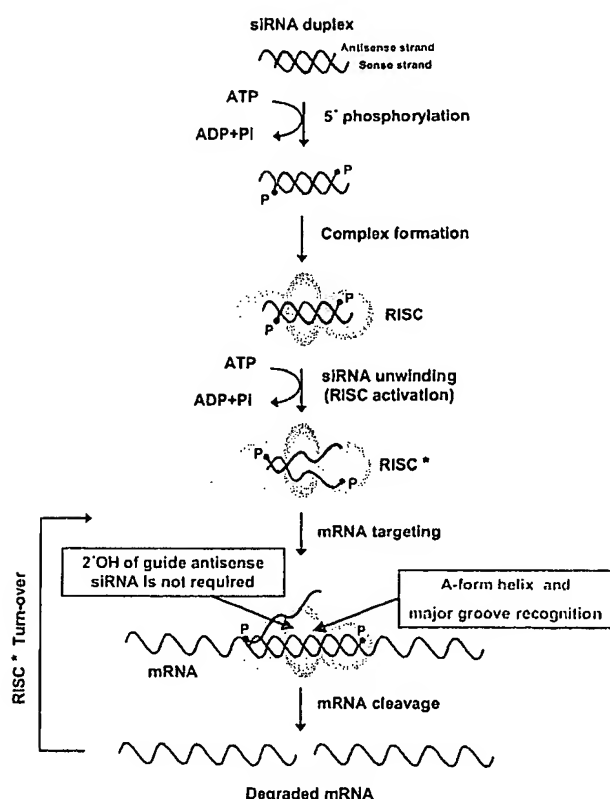 siRNA duplex
Antisense strand
Sense strand
ATP
5' phosphorylation
ADP+Pi
P
P
Complex formation
P
RISC
P
ATP
siRNA unwinding
ADP+Pi
(RISC activation)
P
RISC *
P
mRNA targeting
2'OH of guide antisense
siRNA is not required
A-form helix and
major groove recognition
P
P
mRNA
RISC * Turn-over
mRNA cleavage
Degraded mRNA